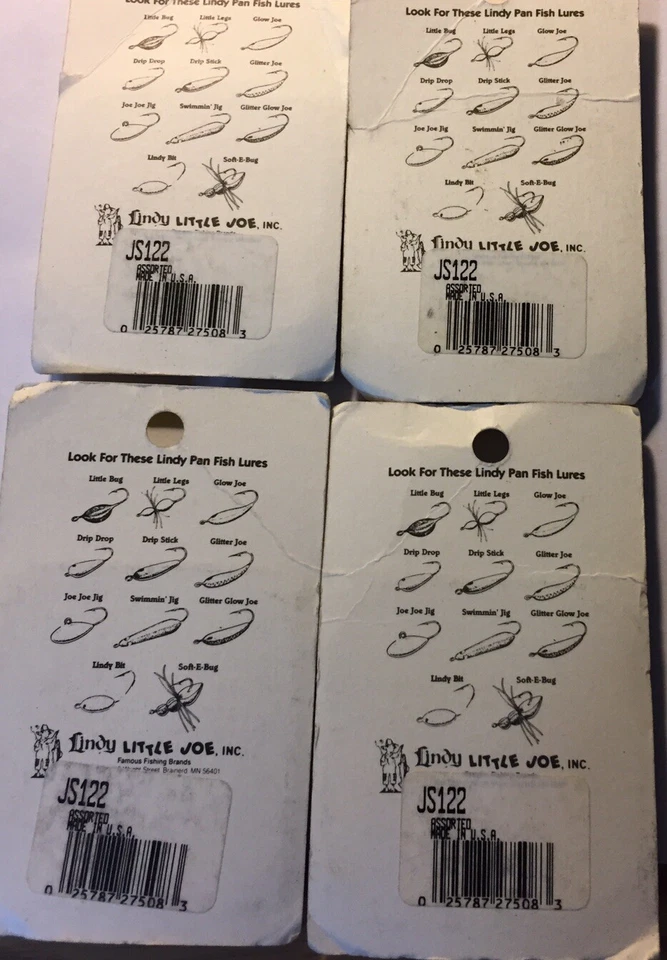 Look For These Lindy Pan Fish Lures
Little Bug Little Legs Glow Joe
Drip Drop Drip Stick Glitter Joe
Joe Joe Jig Swimmin' Jig Glitter Glow Joe
Lindy Bit Soft-E-Bug
Lindy LITTLE JOE, INC.
JS122
ASSORTED
MADE IN U.S.A.
0 25787 27508 3
Look For These Lindy Pan Fish Lures
Little Bug Little Legs Glow Joe
Drip Drop Drip Stick Glitter Joe
Joe Joe Jig Swimmin' Jig Glitter Glow Joe
Lindy Bit Soft-E-Bug
Lindy LITTLE JOE, INC.
JS122
ASSORTED
MADE IN U.S.A.
0 25787 27508 3
Look For These Lindy Pan Fish Lures
Little Bug Little Legs Glow Joe
Drip Drop Drip Stick Glitter Joe
Joe Joe Jig Swimmin' Jig Glitter Glow Joe
Lindy Bit Soft-E-Bug
Lindy LITTLE JOE, INC.
Famous Fishing Brands
Street, Brainerd, MN 56401
JS122
ASSORTED
MADE IN U.S.A.
0 25787 27508 3
Look For These Lindy Pan Fish Lures
Little Bug Little Legs Glow Joe
Drip Drop Drip Stick Glitter Joe
Joe Joe Jig Swimmin' Jig Glitter Glow Joe
Lindy Bit Soft-E-Bug
Lindy LITTLE JOE, INC.
JS122
ASSORTED
MADE IN U.S.A.
0 25787 27508 3